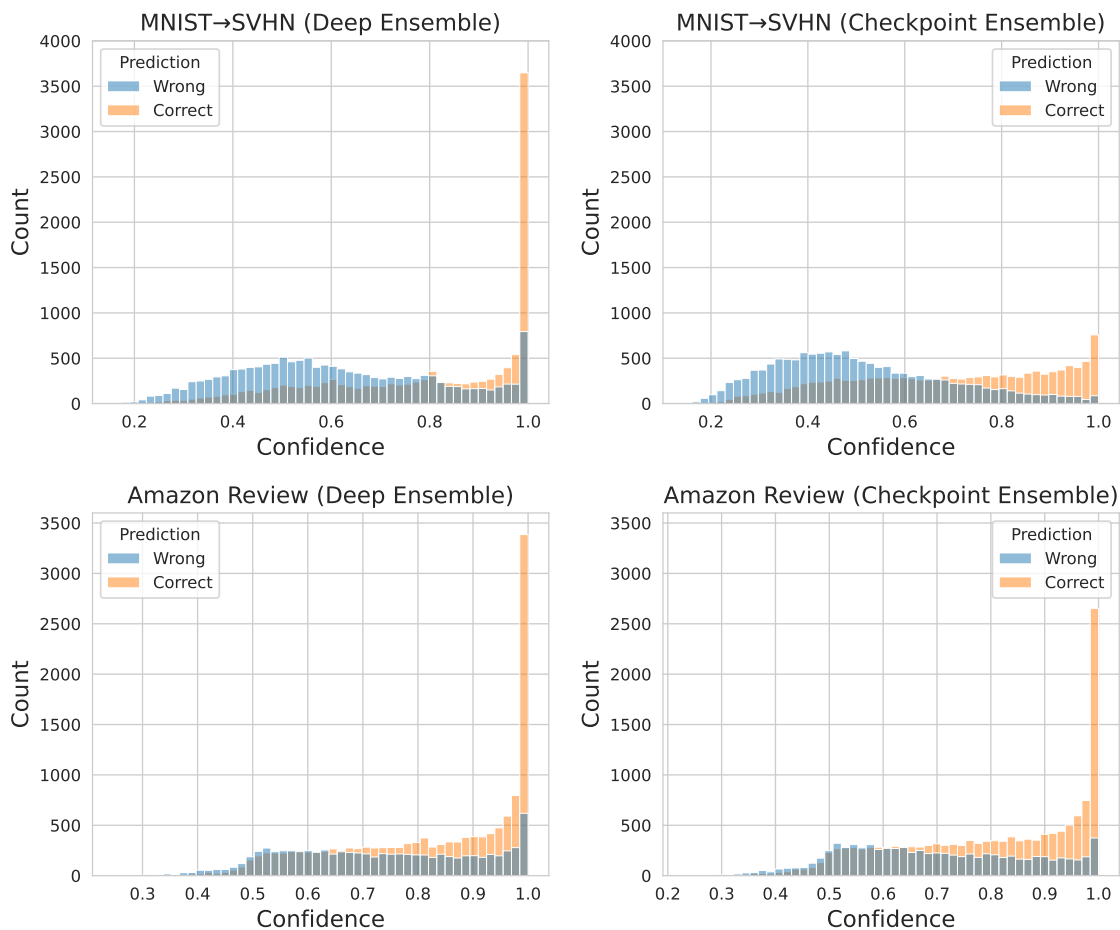 MNIST→SVHN (Deep Ensemble)
4000
3500
3000
2500
2000
1500
1000
500
0
Count
Prediction
Wrong
Correct
0.2 0.4 0.6 0.8 1.0
Confidence
MNIST→SVHN (Checkpoint Ensemble)
4000
3500
3000
2500
2000
1500
1000
500
0
Count
Prediction
Wrong
Correct
0.2 0.4 0.6 0.8 1.0
Confidence
Amazon Review (Deep Ensemble)
3500
3000
2500
2000
1500
1000
500
0
Count
Prediction
Wrong
Correct
0.3 0.4 0.5 0.6 0.7 0.8 0.9 1.0
Confidence
Amazon Review (Checkpoint Ensemble)
3500
3000
2500
2000
1500
1000
500
0
Count
Prediction
Wrong
Correct
0.2 0.3 0.4 0.5 0.6 0.7 0.8 0.9 1.0
Confidence